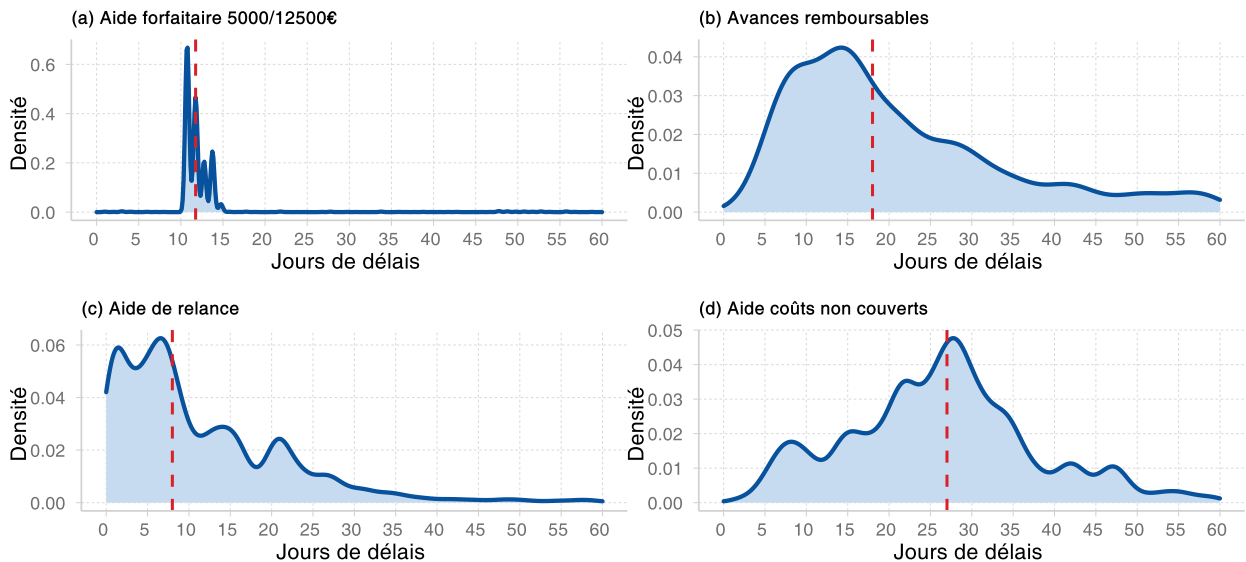 (a) Aide forfaitaire 5000/12500€
Densité
0.6
0.4
0.2
0.0
0 5 10 15 20 25 30 35 40 45 50 55 60
Jours de délais
(b) Avances remboursables
Densité
0.04
0.03
0.02
0.01
0.00
0 5 10 15 20 25 30 35 40 45 50 55 60
Jours de délais
(c) Aide de relance
Densité
0.06
0.04
0.02
0.00
0 5 10 15 20 25 30 35 40 45 50 55 60
Jours de délais
(d) Aide coûts non couverts
Densité
0.05
0.04
0.03
0.02
0.01
0.00
0 5 10 15 20 25 30 35 40 45 50 55 60
Jours de délais